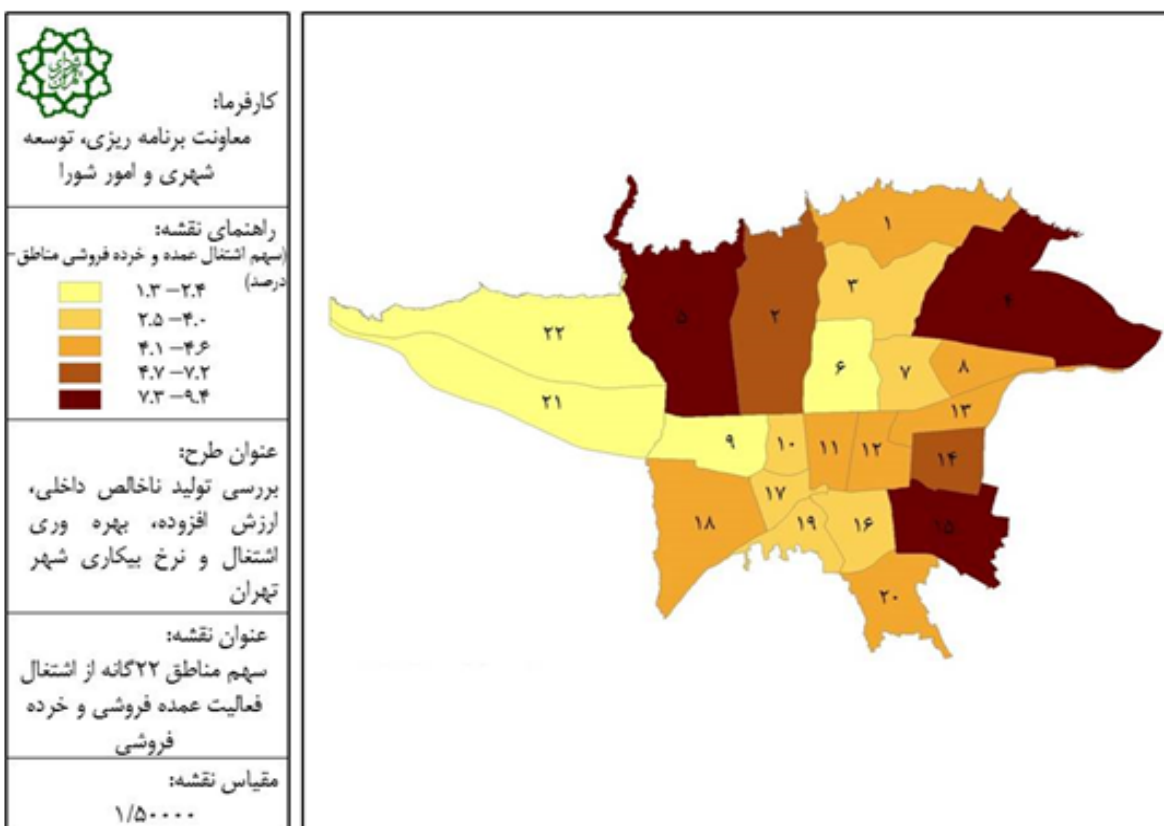 کارفرما:
معاونت برنامه ریزی، توسعه
شهری و امور شورا
راهنمای نقشه:
(سهم اشتغال عمده و خرده فروشی مناطق-
درصد)
۱.۳–۲.۴
۲.۵–۴.۰
۴.۱–۴.۶
۴.۷–۷.۲
۷.۳–۹.۴
عنوان طرح:
بررسی تولید ناخالص داخلی،
ارزش افزوده، بهره وری
اشتغال و نرخ بیکاری شهر
تهران
عنوان نقشه:
سهم مناطق ۲۲گانه از اشتغال
فعالیت عمده فروشی و خرده
فروشی
مقیاس نقشه:
۱/۵۰۰۰۰
۱
۳
۴
۵
۲
۲۲
۶
۷
۸
۲۱
۱۳
۹
۱۰
۱۱
۱۲
۱۴
۱۷
۱۸
۱۹
۱۶
۱۵
۲۰